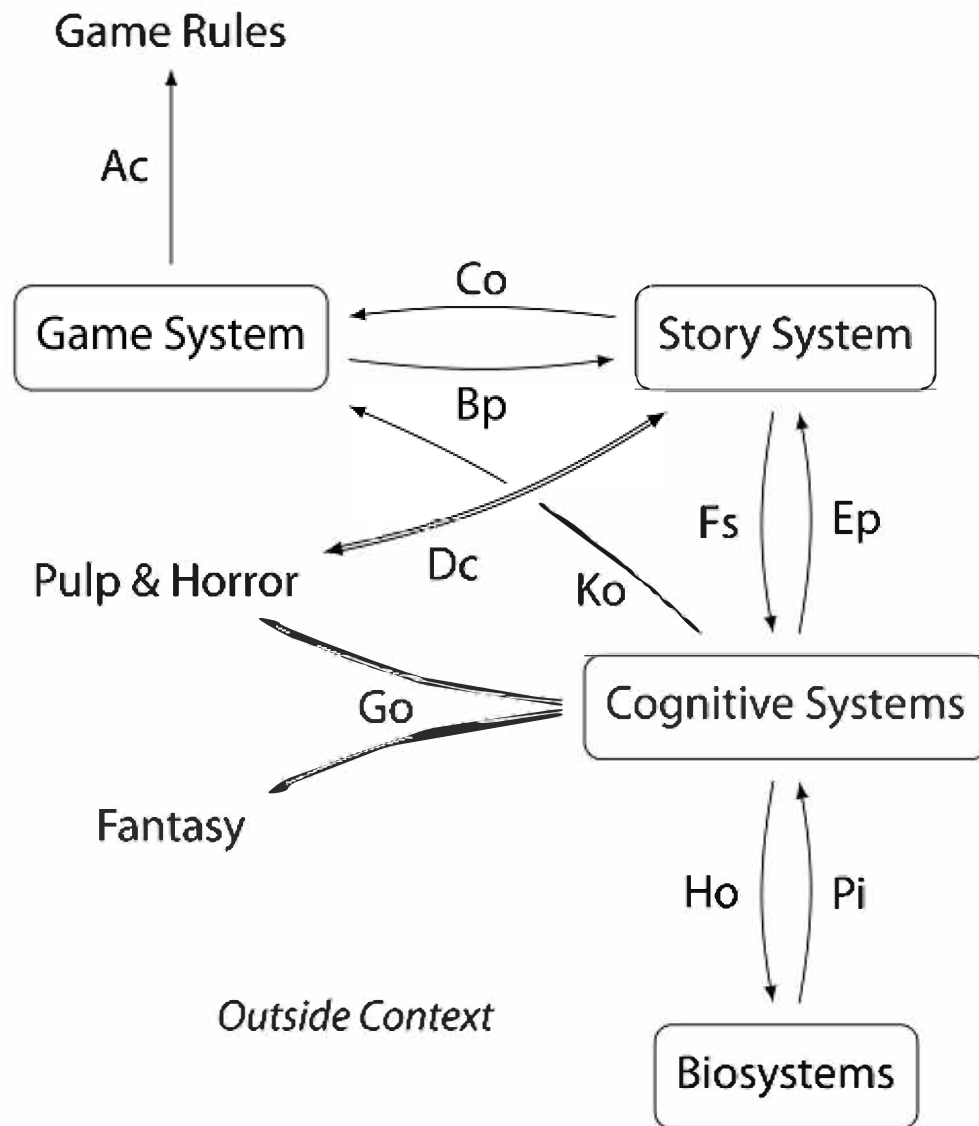 Game Rules
Ac
Co
Game System
Story System
Bp
Fs
Ep
Dc
Pulp & Horror
Ko
Go
Cognitive Systems
Fantasy
Ho
Pi
Outside Context
Biosystems